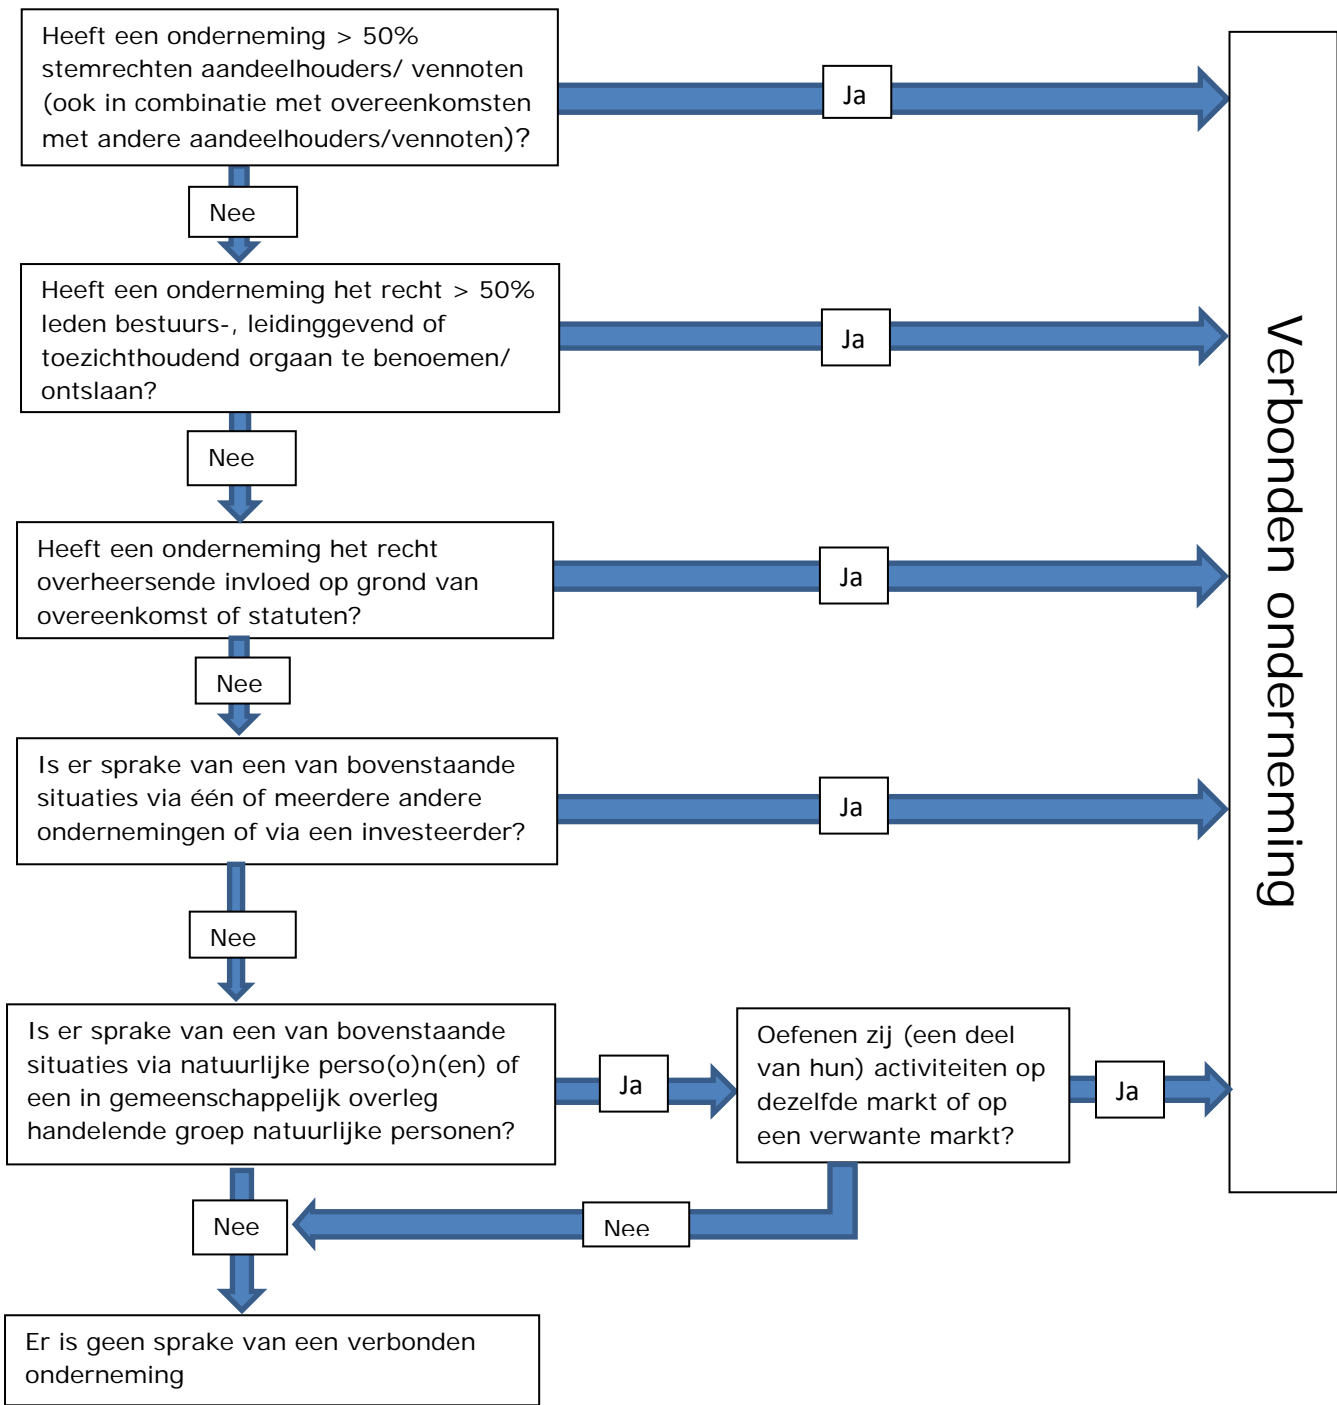 Heeft een onderneming > 50%
stemrechten aandeelhouders/ vennoten
(ook in combinatie met overeenkomsten
met andere aandeelhouders/vennoten)?
Ja
Nee
Heeft een onderneming het recht > 50%
leden bestuurs-, leidinggevend of
toezichthoudend orgaan te benoemen/
ontslaan?
Ja
Nee
Heeft een onderneming het recht
overheersende invloed op grond van
overeenkomst of statuten?
Ja
Nee
Is er sprake van een van bovenstaande
situaties via één of meerdere andere
ondernemingen of via een investeerder?
Ja
Nee
Is er sprake van een van bovenstaande
situaties via natuurlijke perso(o)n(en) of
een in gemeenschappelijk overleg
handelende groep natuurlijke personen?
Ja
Oefenen zij (een deel
van hun) activiteiten op
dezelfde markt of op
een verwante markt?
Ja
Nee
Nee
Er is geen sprake van een verbonden
onderneming
Verbonden onderneming